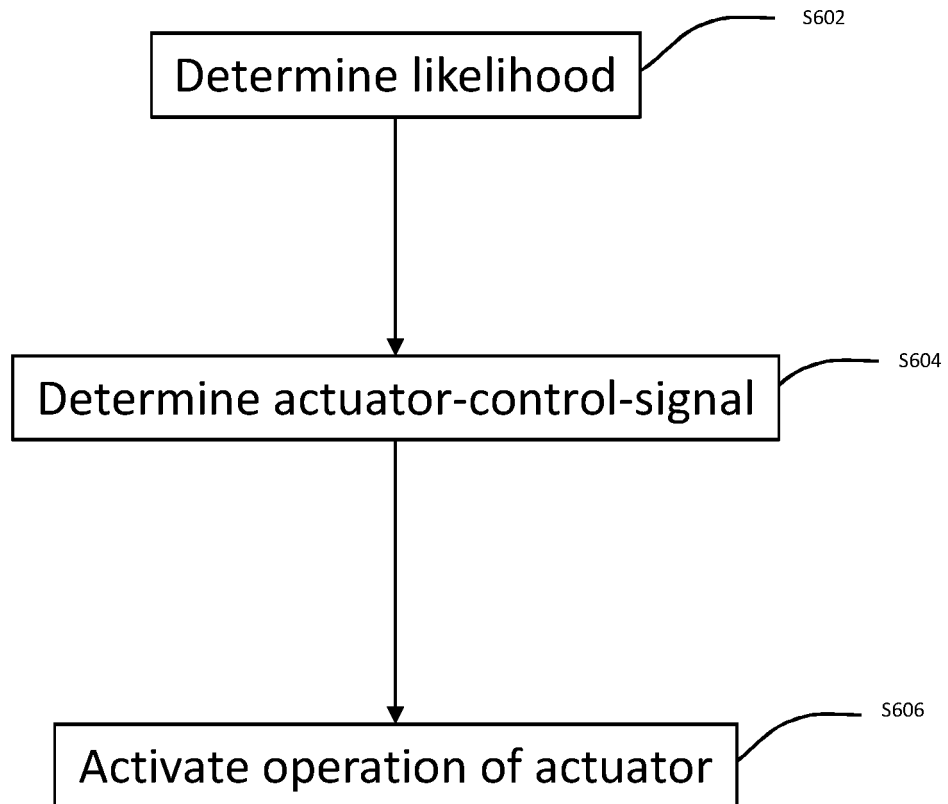 S602
Determine likelihood
S604
Determine actuator-control-signal
S606
Activate operation of actuator